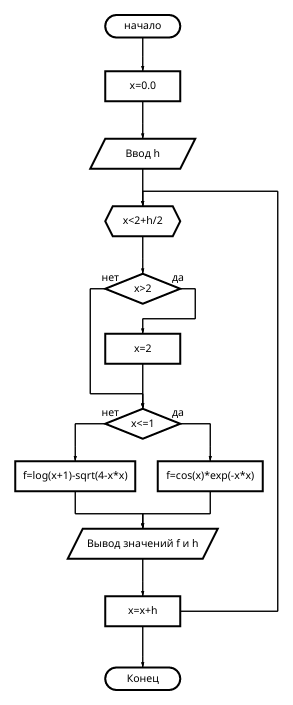 начало
x=0.0
Ввод h
x<2+h/2
нет
да
x>2
x=2
нет
да
x<=1
f=log(x+1)-sqrt(4-x*x)
f=cos(x)*exp(-x*x)
Вывод значений f и h
x=x+h
Конец